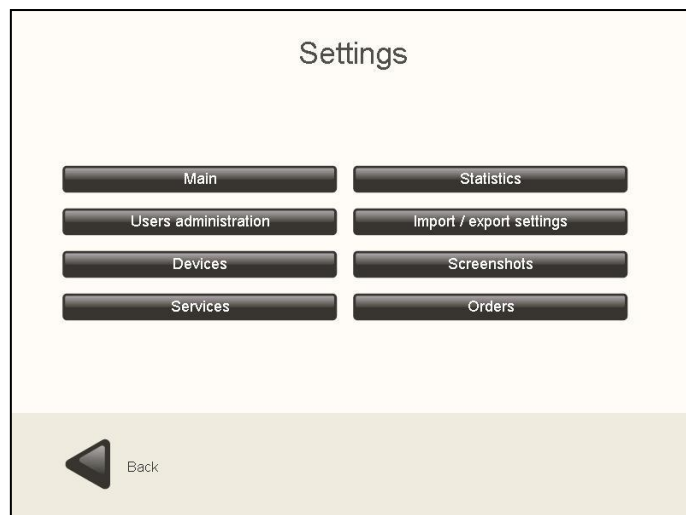 Settings
Main
Statistics
Users administration
Import / export settings
Devices
Screenshots
Services
Orders
Back